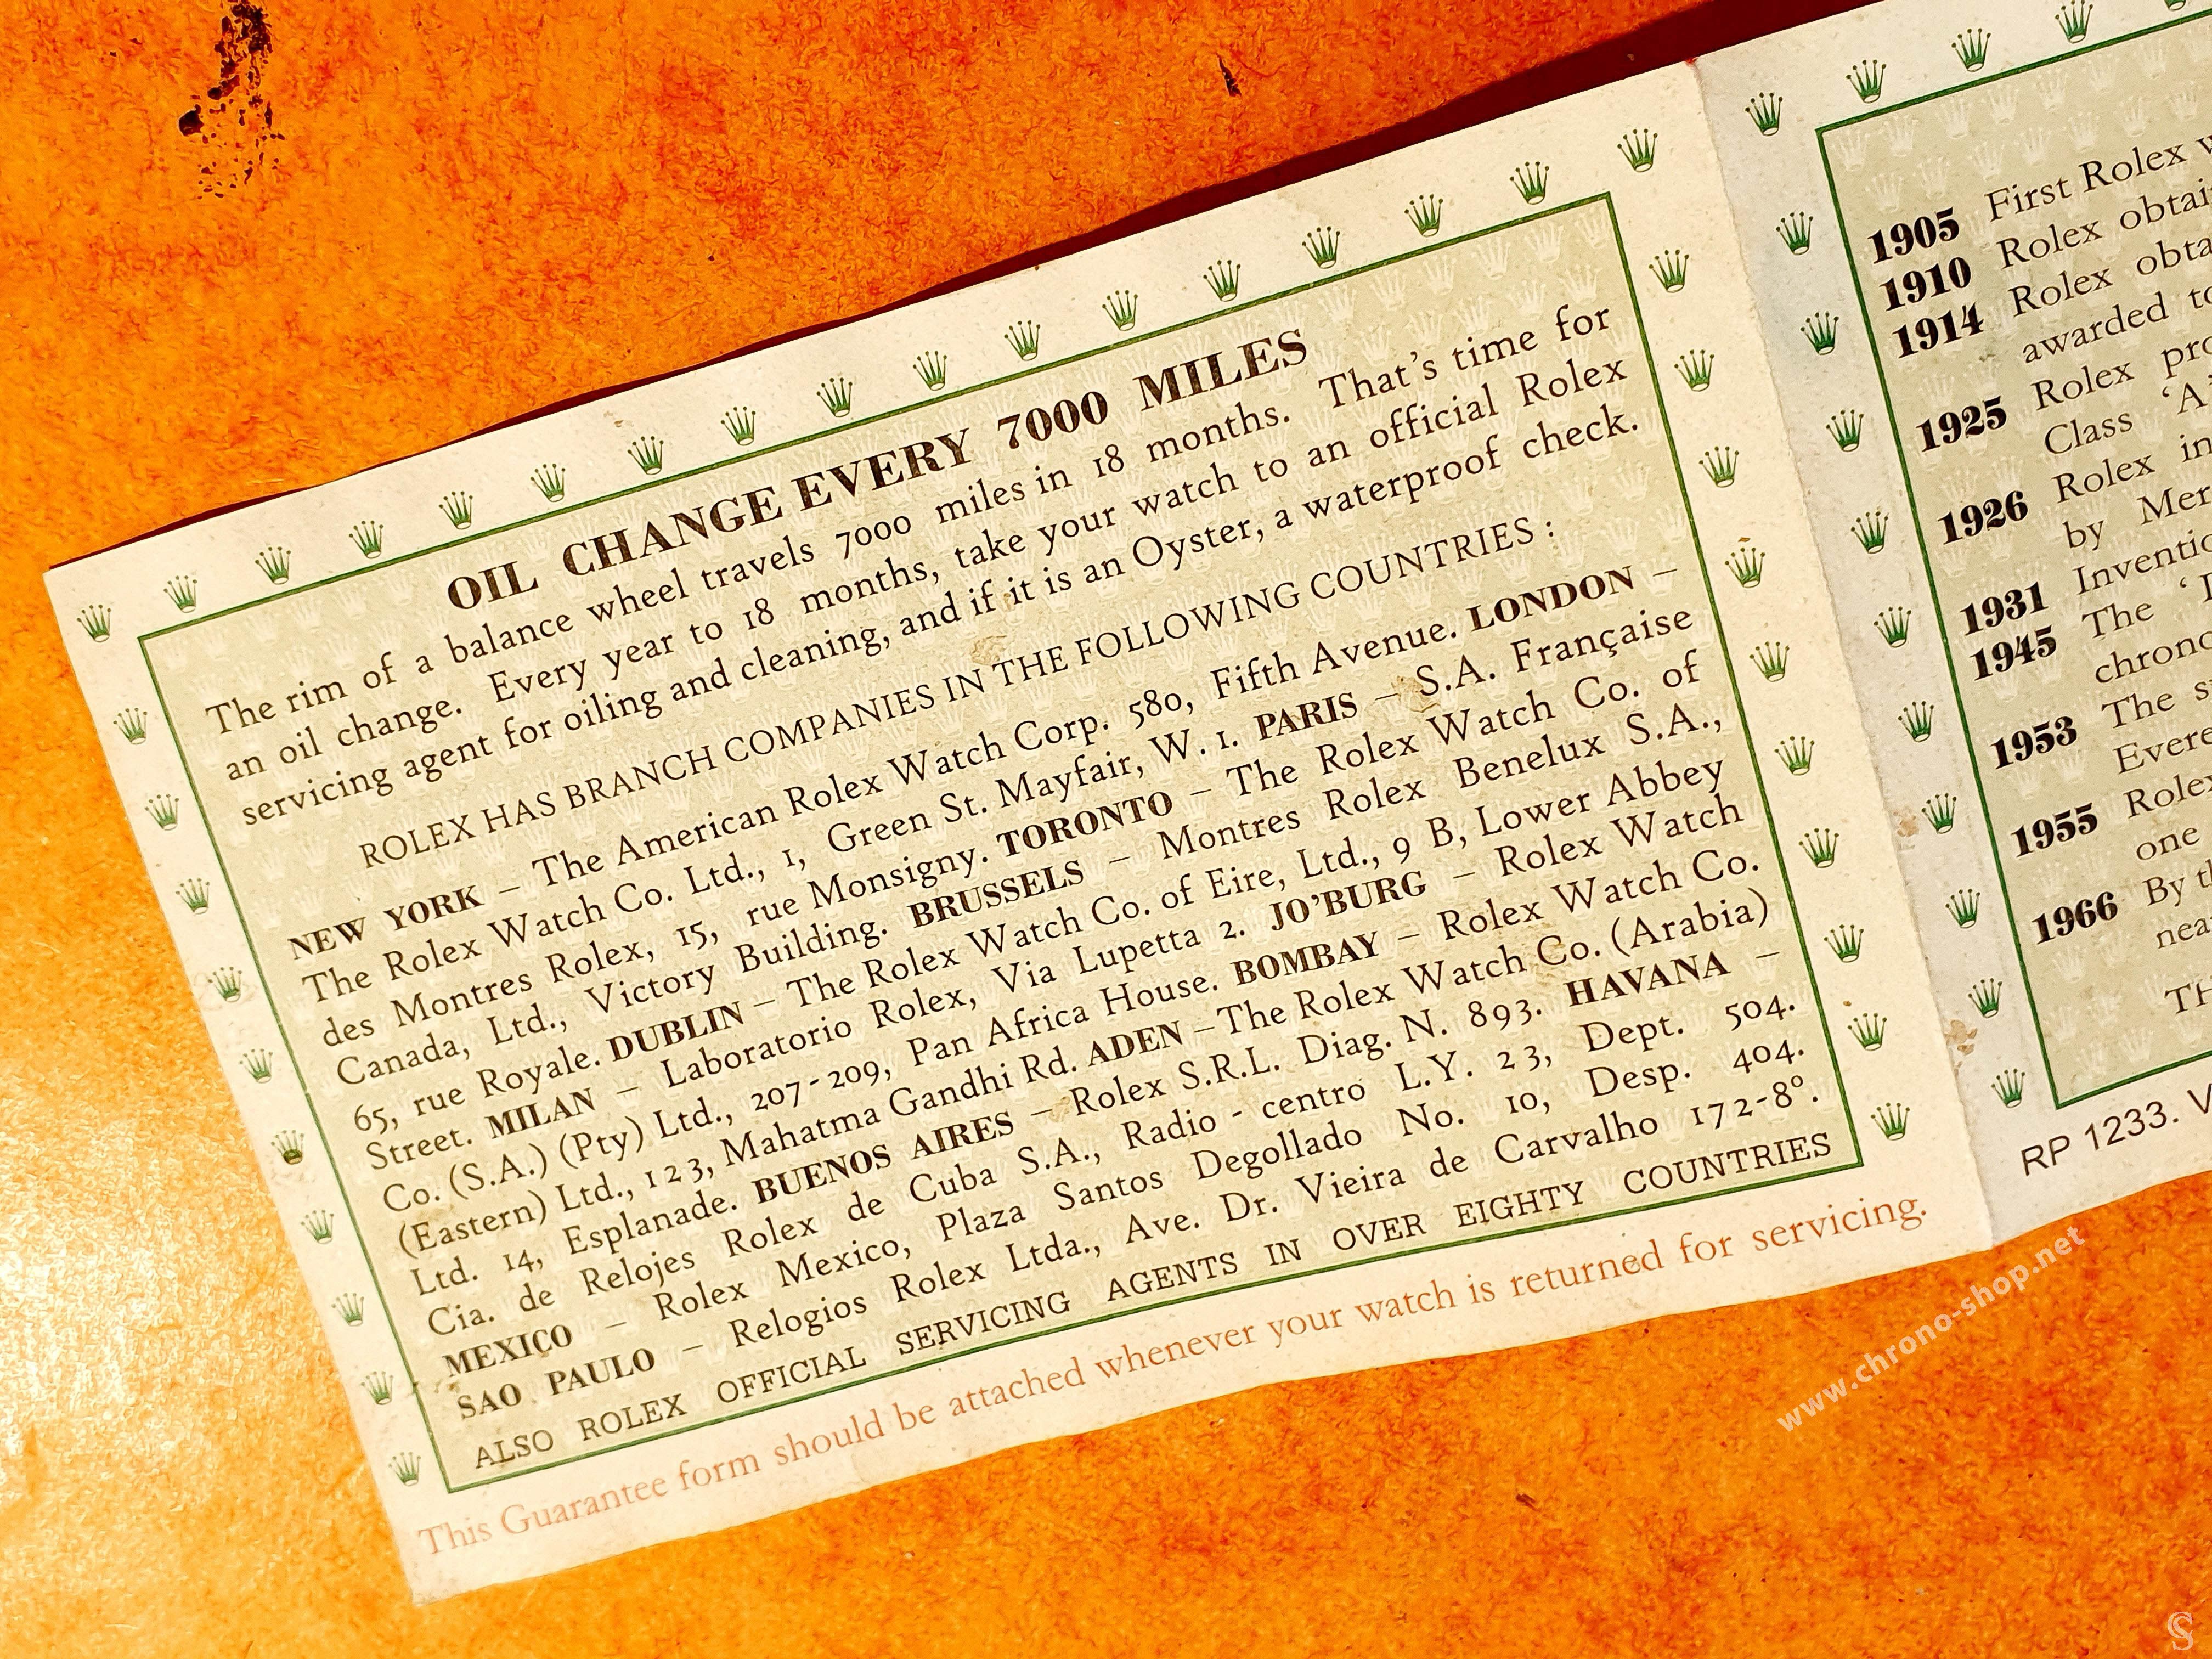 OIL CHANGE EVERY 7000 MILES
The rim of a balance wheel travels 7000 miles in 18 months. That's time for
an oil change. Every year to 18 months, take your watch to an official Rolex
servicing agent for oiling and cleaning, and if it is an Oyster, a waterproof check.
ROLEX HAS BRANCH COMPANIES IN THE FOLLOWING COUNTRIES :
NEW YORK – The American Rolex Watch Corp. 580, Fifth Avenue. LONDON –
The Rolex Watch Co. Ltd., 1, Green St. Mayfair, W. 1. PARIS – S.A. Française
des Montres Rolex, 15, rue Monsigny. TORONTO – The Rolex Watch Co. of
Canada, Ltd., Victory Building. BRUSSELS – Montres Rolex Benelux S.A.,
65, rue Royale. DUBLIN – The Rolex Watch Co. of Eire, Ltd., 9 B, Lower Abbey
Street. MILAN – Laboratorio Rolex, Via Lupetta 2. JO'BURG – Rolex Watch
Co. (S.A.) (Pty) Ltd., 207-209, Pan Africa House. BOMBAY – Rolex Watch Co.
(Eastern) Ltd., 123, Mahatma Gandhi Rd. ADEN – The Rolex Watch Co. (Arabia)
Ltd. 14, Esplanade. BUENOS AIRES – Rolex S.R.L. Diag. N. 893. HAVANA –
Cia. de Relojes Rolex de Cuba S.A., Radio - centro L.Y. 23, Dept. 504.
MEXICO – Rolex Mexico, Plaza Santos Degollado No. 10, Desp. 404.
SAO PAULO – Relogios Rolex Ltda., Ave. Dr. Vieira de Carvalho 172-8°.
ALSO ROLEX OFFICIAL SERVICING AGENTS IN OVER EIGHTY COUNTRIES
This Guarantee form should be attached whenever your watch is returned for servicing.
1905 First Rolex
1910 Rolex
1914 Rolex
awarded
1925 Rolex
Class 'A'
1926 Rolex
by
1931
1945 The
1953 The
1955 Rolex
one
1966 By
RP 1233.
www.chrono-shop.net